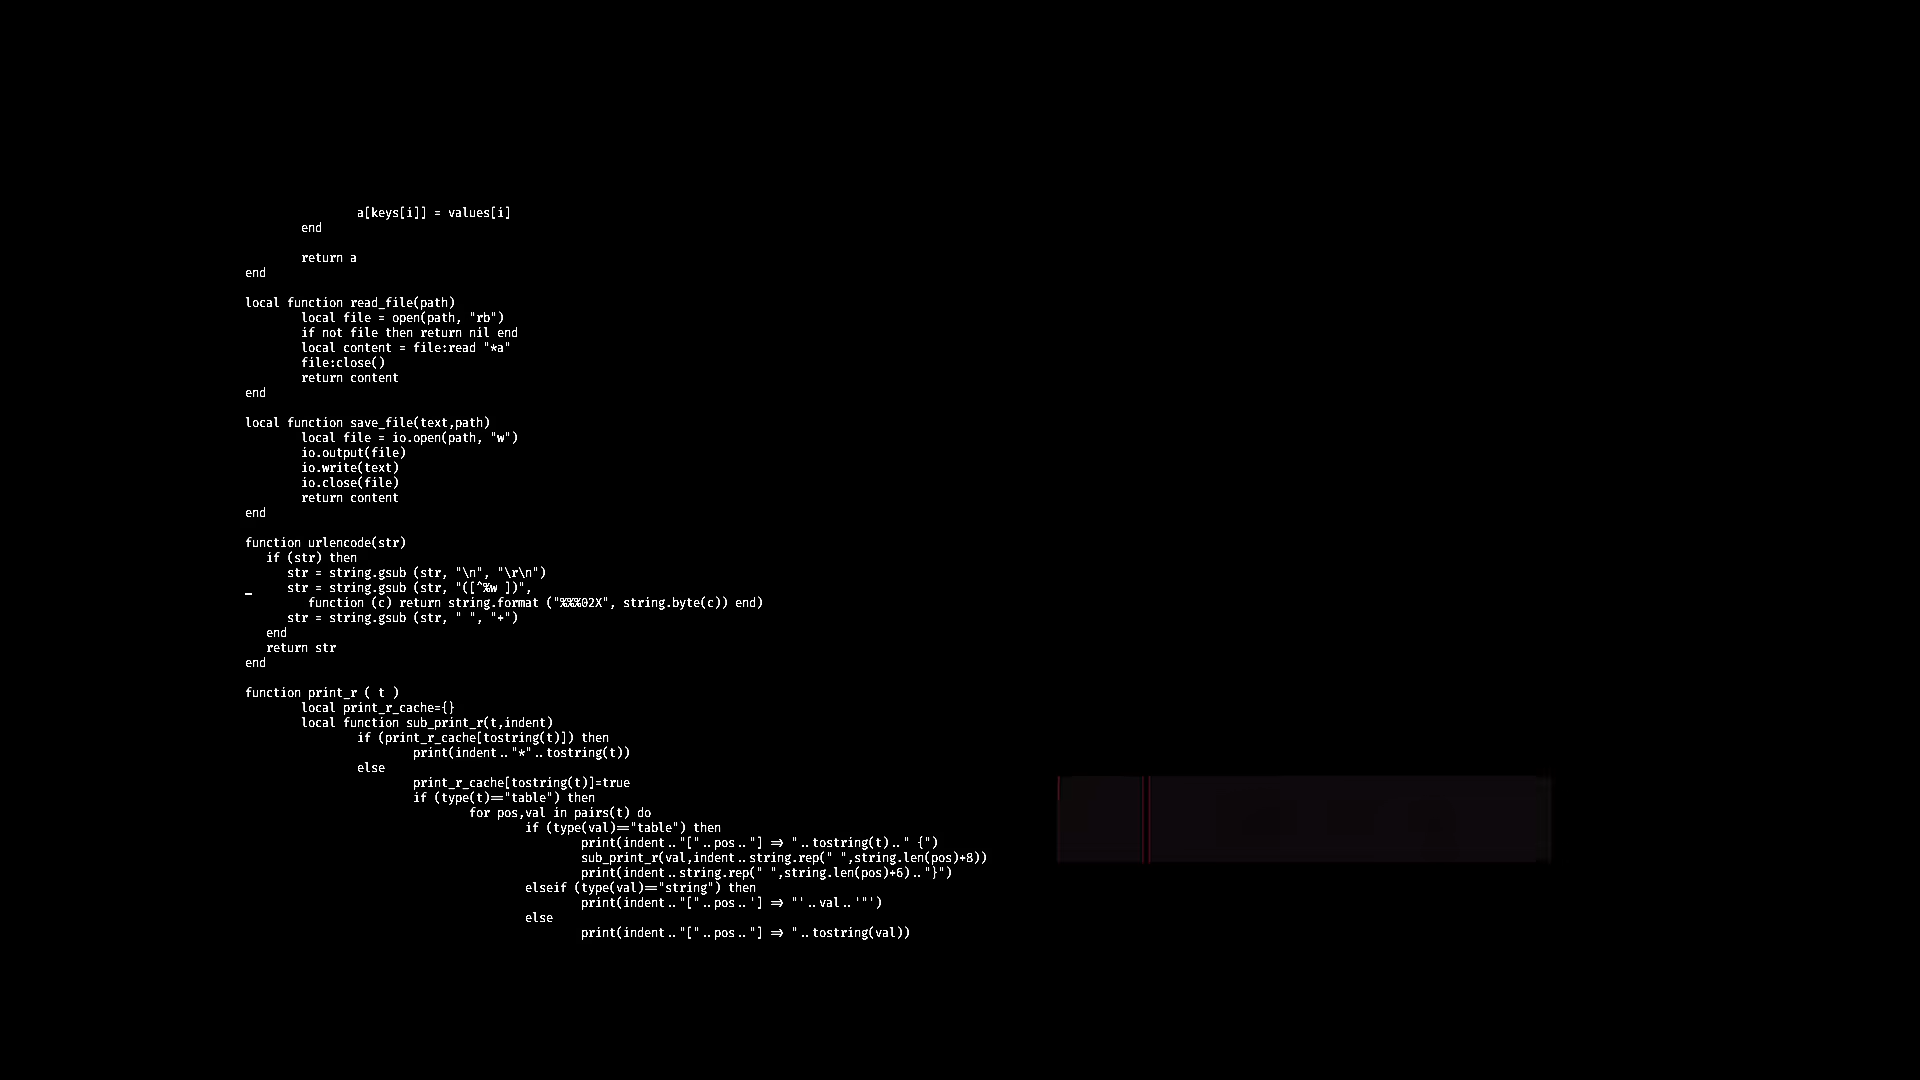 a[keys[i]] = values[i]
        end

        return a
end

local function read_file(path)
        local file = open(path, "rb")
        if not file then return nil end
        local content = file:read "*a"
        file:close()
        return content
end

local function save_file(text,path)
        local file = io.open(path, "w")
        io.output(file)
        io.write(text)
        io.close(file)
        return content
end

function urlencode(str)
   if (str) then
      str = string.gsub (str, "\n", "\r\n")
_     str = string.gsub (str, "([^%w ])",
         function (c) return string.format ("%%%02X", string.byte(c)) end)
      str = string.gsub (str, " ", "+")
   end
   return str
end

function print_r ( t )
        local print_r_cache={}
        local function sub_print_r(t,indent)
                if (print_r_cache[tostring(t)]) then
                        print(indent.."*"..tostring(t))
                else
                        print_r_cache[tostring(t)]=true
                        if (type(t)=="table") then
                                for pos,val in pairs(t) do
                                        if (type(val)=="table") then
                                                print(indent.."["..pos.."] => "..tostring(t).." {")
                                                sub_print_r(val,indent..string.rep(" ",string.len(pos)+8))
                                                print(indent..string.rep(" ",string.len(pos)+6).."}")
                                        elseif (type(val)=="string") then
                                                print(indent.."["..pos..'] => "'..val..'"')
                                        else
                                                print(indent.."["..pos.."] => "..tostring(val))